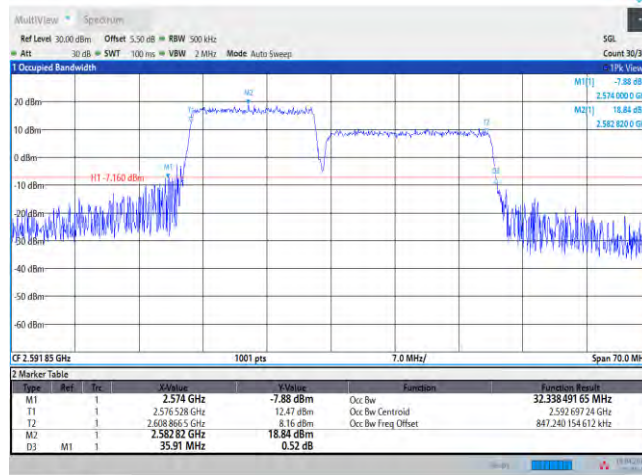 MultiView Spectrum
Ref Level 30.00 dBm Offset 5.50 dB RBW 500 kHz SGL
Att 30 dB SWT 100 ms VBW 2 MHz Mode Auto Sweep Count 30/3
1 Occupied Bandwidth 1Pk View
M1[1] -7.88 dB
2.574 000 0 G
M2[1] 18.84 dB
2.582 820 0 G
M2
20 dBm
T2
10 dBm
0 dBm
M1
H1 -7.160 dBm
D3
-10 dBm
-20 dBm
-30 dBm
-40 dBm
-50 dBm
-60 dBm
CF 2.591 85 GHz 1001 pts 7.0 MHz/ Span 70.0 MH
2 Marker Table
Type Ref Trc X-Value Y-Value Function Function Result
M1 1 2.574 GHz -7.88 dBm Occ Bw 32.338 491 65 MHz
T1 1 2.576 528 GHz 12.47 dBm Occ Bw Centroid 2.592 697 24 GHz
T2 1 2.608 866 5 GHz 8.16 dBm Occ Bw Freq Offset 847.240 154 612 kHz
M2 1 2.582 82 GHz 18.84 dBm
D3 M1 1 35.91 MHz 0.52 dB